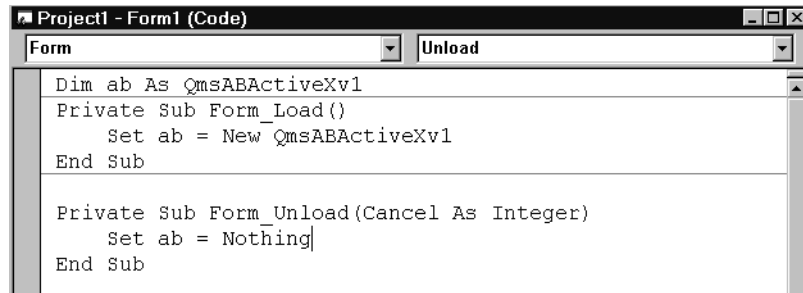 Project1 - Form1 (Code)
Form
Unload
Dim ab As QmsABActiveXv1
Private Sub Form_Load()
Set ab = New QmsABActiveXv1
End Sub
Private Sub Form_Unload(Cancel As Integer)
Set ab = Nothing
End Sub